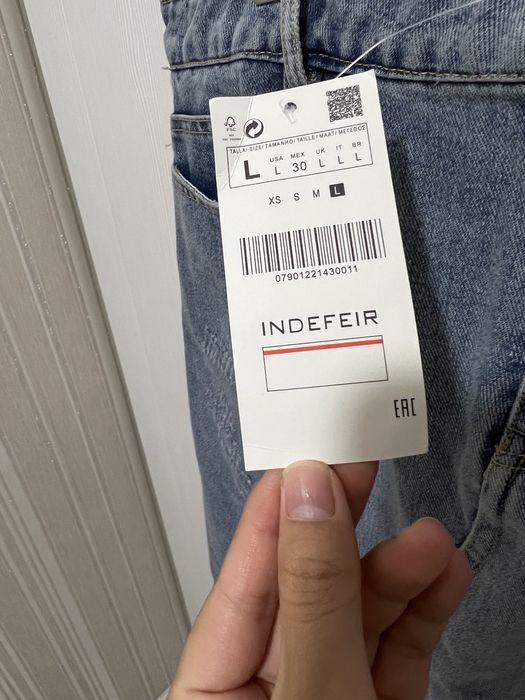 FSC
TALLA/ SIZE/ TAMANHO/ TAILLE/ MAAT/ ΜΕΓΕΘΟΣ
L USA MEX UK IT BR
L 30 L L L
XS S M L
07901221430011
INDEFEIR
EAC